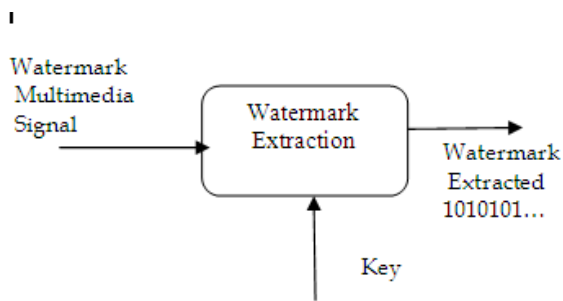 Watermark
Multimedia
Signal
Watermark
Extraction
Watermark
Extracted
1010101...
Key